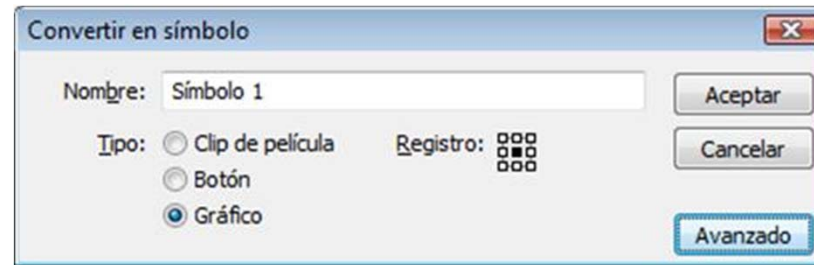 Convertir en símbolo
Nombre: Símbolo 1
Aceptar
Tipo: Clip de película
Registro:
Cancelar
Botón
Gráfico
Avanzado